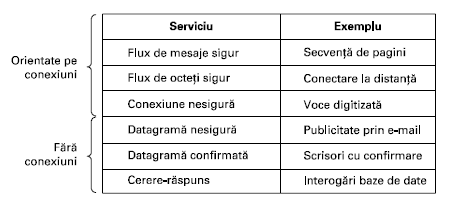 Serviciu Exemplu
Orientate pe
conexiuni
Flux de mesaje sigur Secvență de pagini
Flux de octeți sigur Conectare la distanță
Conexiune nesigură Voce digitizată
Fără
conexiuni
Datagramă nesigură Publicitate prin e-mail
Datagramă confirmată Scrisori cu confirmare
Cerere-răspuns Interogări baze de date